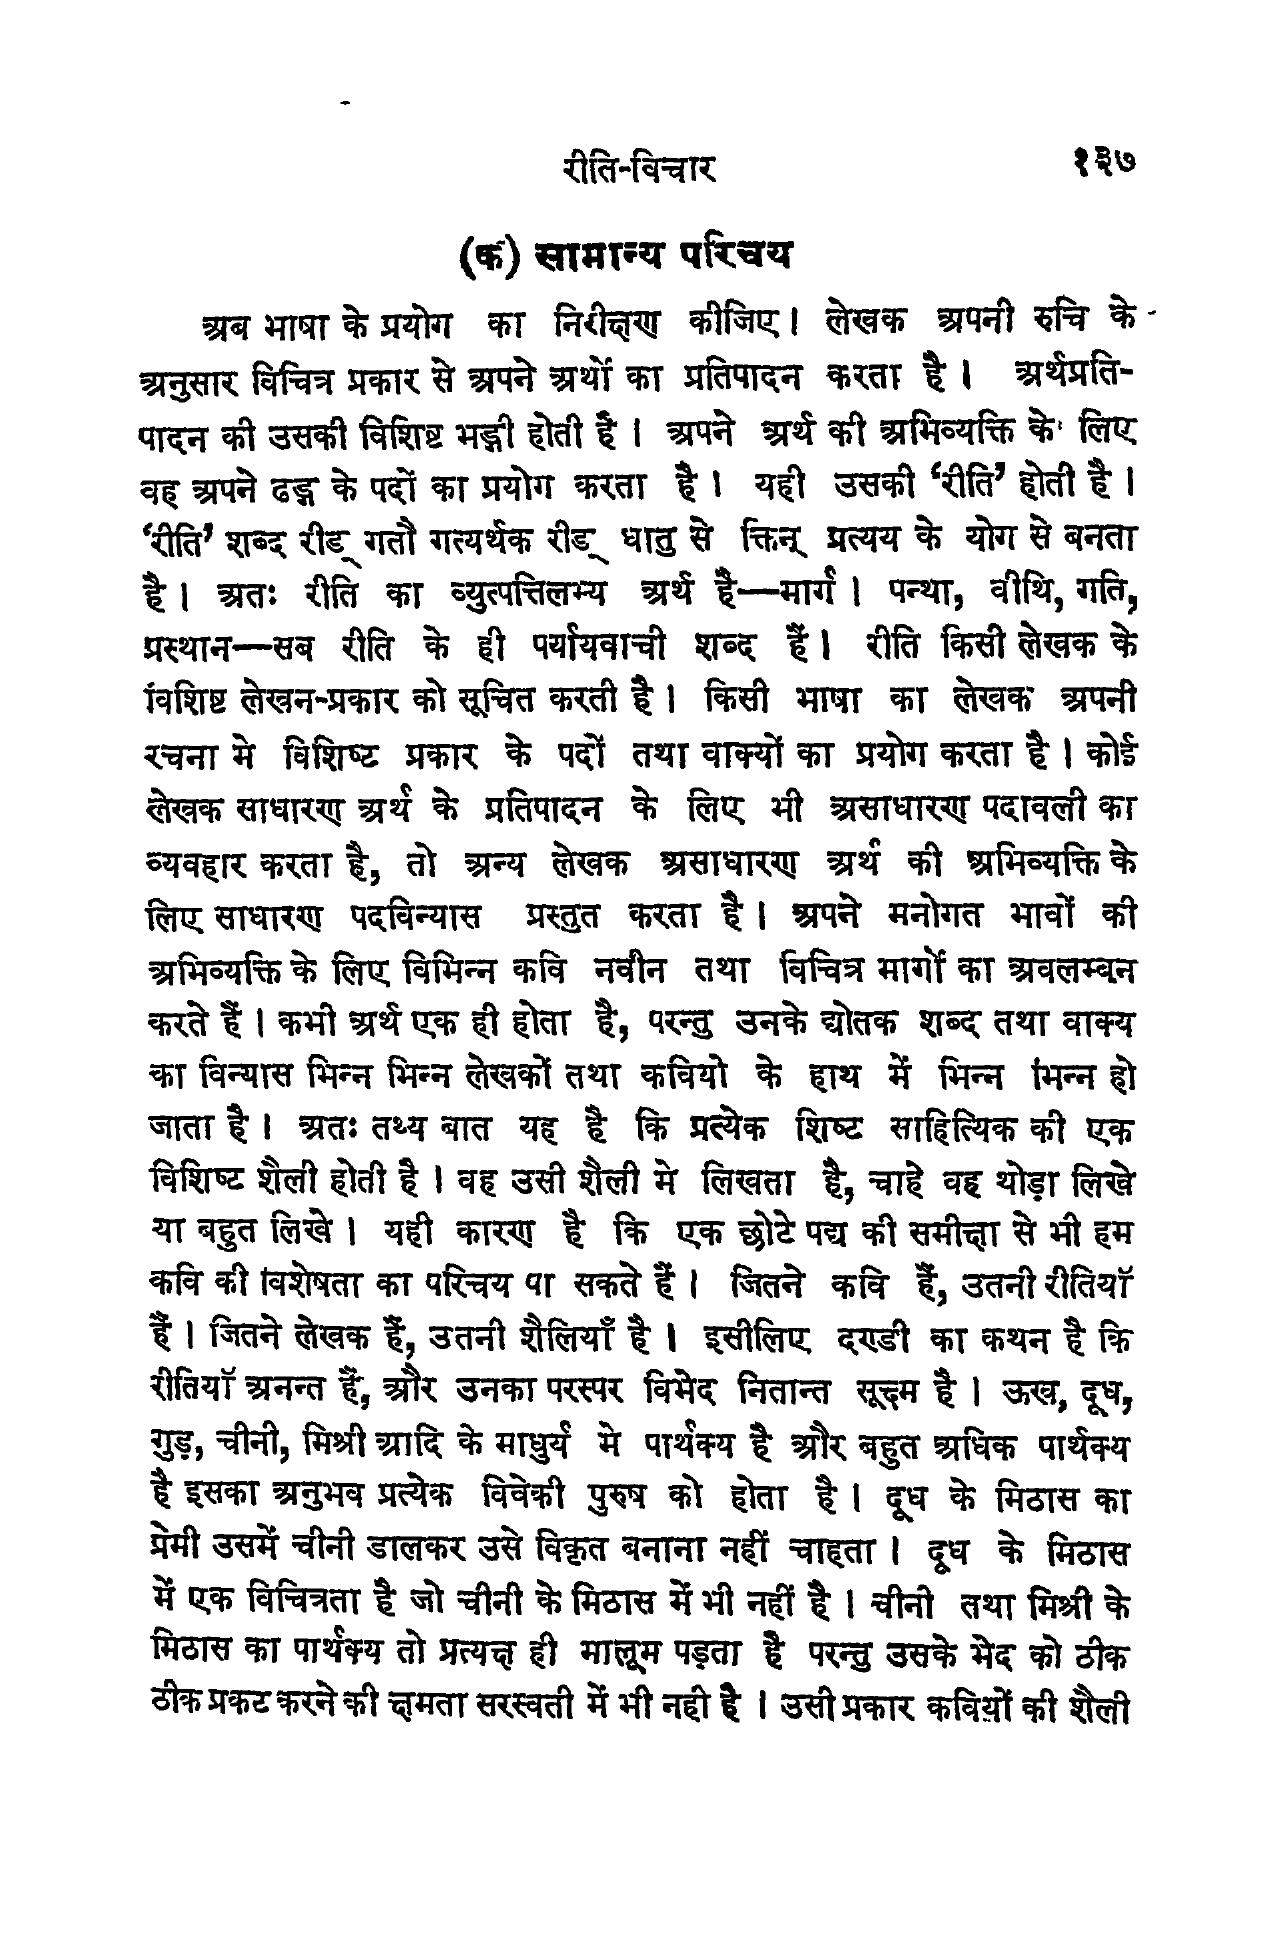 रीति-विचार १३७
(क) सामान्य परिचय
अब भाषा के प्रयोग का निरीक्षण कीजिए। लेखक अपनी रुचि के
अनुसार विचित्र प्रकार से अपने अर्थों का प्रतिपादन करता है। अर्थप्रति-
पादन की उसकी विशिष्ट भङ्गी होती है। अपने अर्थ की अभिव्यक्ति के लिए
वह अपने ढङ्ग के पदों का प्रयोग करता है। यही उसकी ‘रीति’ होती है।
‘रीति’ शब्द रीङ् गतौ गत्यर्थक रीङ् धातु से क्तिन् प्रत्यय के योग से बनता
है। अतः रीति का व्युत्पत्तिलभ्य अर्थ है—मार्ग। पन्था, वीथि, गति,
प्रस्थान—सब रीति के ही पर्यायवाची शब्द हैं। रीति किसी लेखक के
विशिष्ट लेखन-प्रकार को सूचित करती है। किसी भाषा का लेखक अपनी
रचना मे विशिष्ट प्रकार के पदों तथा वाक्यों का प्रयोग करता है। कोई
लेखक साधारण अर्थ के प्रतिपादन के लिए भी असाधारण पदावली का
व्यवहार करता है, तो अन्य लेखक असाधारण अर्थ की अभिव्यक्ति के
लिए साधारण पदविन्यास प्रस्तुत करता है। अपने मनोगत भावों की
अभिव्यक्ति के लिए विभिन्न कवि नवीन तथा विचित्र मार्गों का अवलम्बन
करते हैं। कभी अर्थ एक ही होता है, परन्तु उनके द्योतक शब्द तथा वाक्य
का विन्यास भिन्न भिन्न लेखकों तथा कवियो के हाथ में भिन्न भिन्न हो
जाता है। अतः तथ्य बात यह है कि प्रत्येक शिष्ट साहित्यिक की एक
विशिष्ट शैली होती है। वह उसी शैली मे लिखता है, चाहे वह थोड़ा लिखे
या बहुत लिखे। यही कारण है कि एक छोटे पद्य की समीक्षा से भी हम
कवि की विशेषता का परिचय पा सकते हैं। जितने कवि हैं, उतनी रीतियॉ
हैं। जितने लेखक हैं, उतनी शैलियाँ है। इसीलिए दण्डी का कथन है कि
रीतियॉ अनन्त हैं, और उनका परस्पर विभेद नितान्त सूक्ष्म है। ऊख, दूध,
गुड़, चीनी, मिश्री आदि के माधुर्य मे पार्थक्य है और बहुत अधिक पार्थक्य
है इसका अनुभव प्रत्येक विवेकी पुरुष को होता है। दूध के मिठास का
प्रेमी उसमें चीनी डालकर उसे विकृत बनाना नहीं चाहता। दूध के मिठास
में एक विचित्रता है जो चीनी के मिठास में भी नहीं है। चीनी तथा मिश्री के
मिठास का पार्थक्य तो प्रत्यक्ष ही मालूम पड़ता है परन्तु उसके भेद को ठीक
ठीक प्रकट करने की क्षमता सरस्वती में भी नही है। उसी प्रकार कवियों की शैली